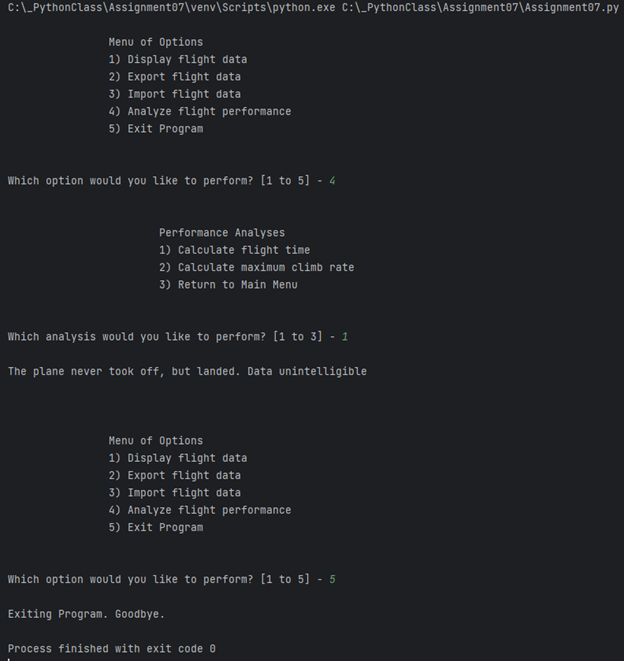 C:\_PythonClass\Assignment07\venv\Scripts\python.exe C:\_PythonClass\Assignment07\Assignment07.py
Menu of Options
1) Display flight data
2) Export flight data
3) Import flight data
4) Analyze flight performance
5) Exit Program
Which option would you like to perform? [1 to 5] - 4
Performance Analyses
1) Calculate flight time
2) Calculate maximum climb rate
3) Return to Main Menu
Which analysis would you like to perform? [1 to 3] - 1
The plane never took off, but landed. Data unintelligible
Menu of Options
1) Display flight data
2) Export flight data
3) Import flight data
4) Analyze flight performance
5) Exit Program
Which option would you like to perform? [1 to 5] - 5
Exiting Program. Goodbye.
Process finished with exit code 0